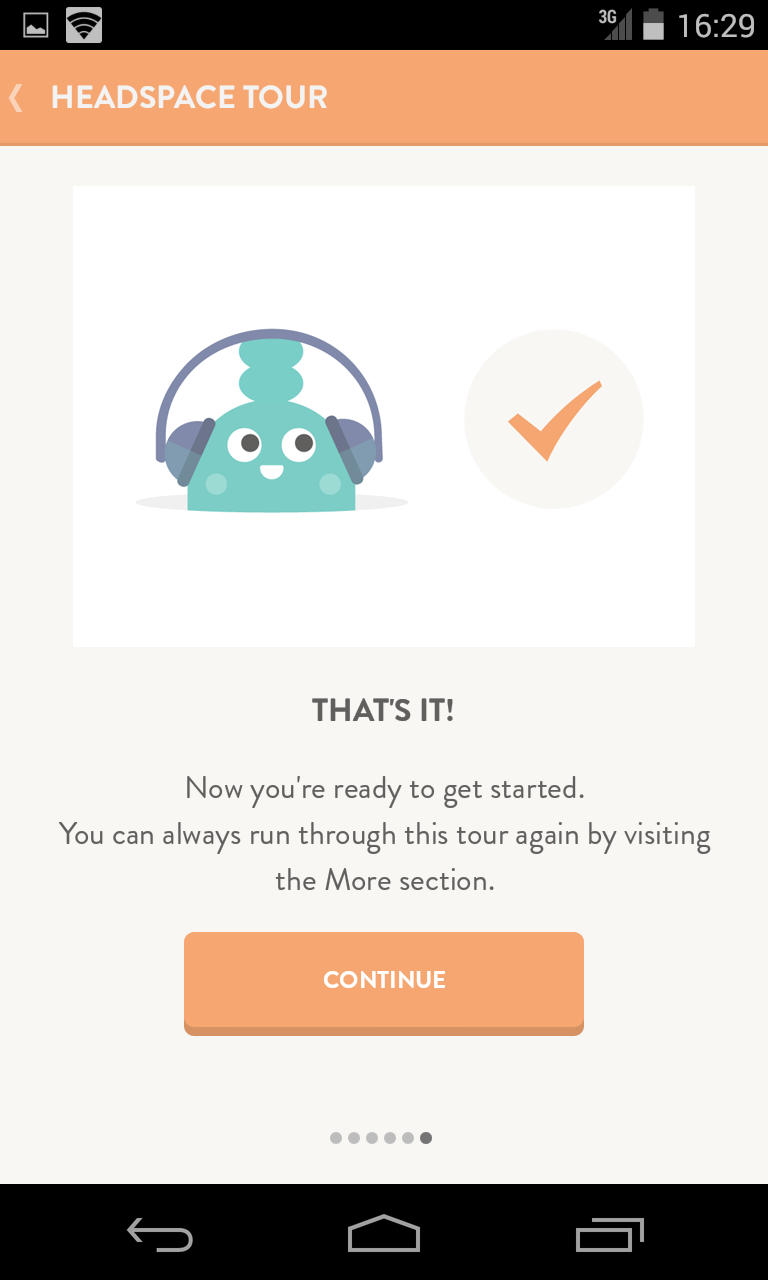 3G 16:29
HEADSPACE TOUR
THAT'S IT!
Now you're ready to get started.
You can always run through this tour again by visiting
the More section.
CONTINUE